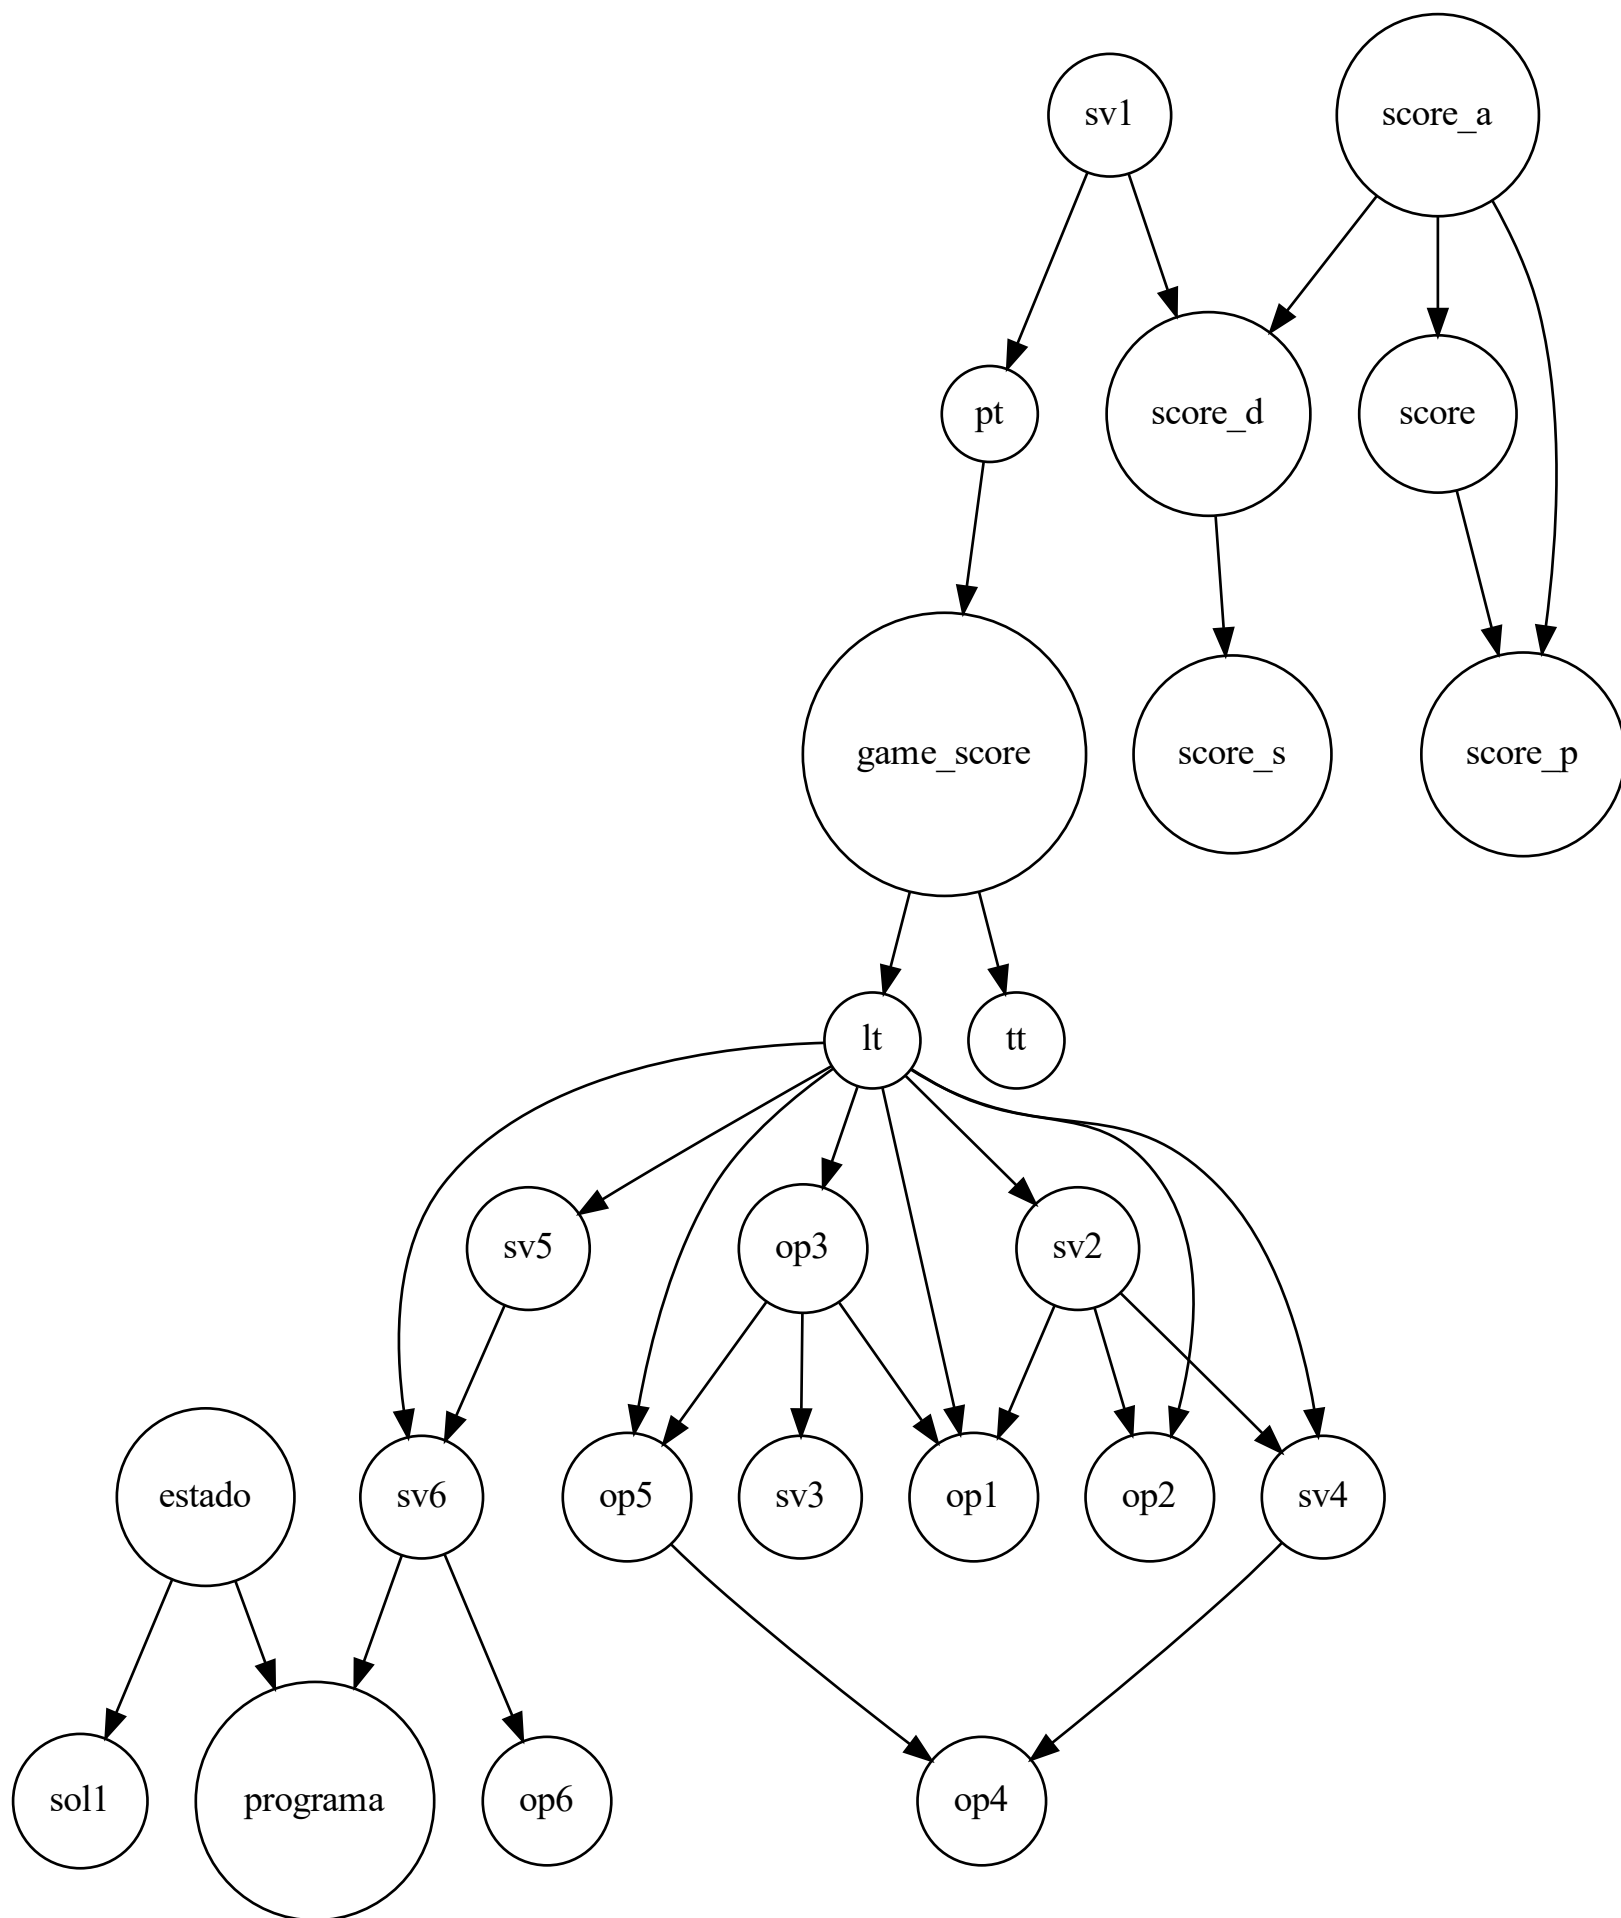 sv1
score_a
pt
score_d
score
game_score
score_s
score_p
lt
tt
sv5
op3
sv2
estado
sv6
op5
sv3
op1
op2
sv4
sol1
programa
op6
op4